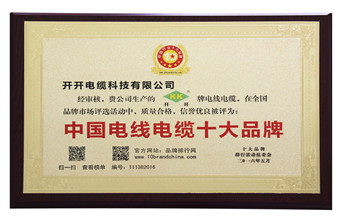 开开电缆科技有限公司
经审核，贵公司生产的 牌电线电缆，在全国
品牌市场评选活动中，质量合格、信誉优良被评为：
中国电线电缆十大品牌
官方网站：品牌排行网
www.10brandchina.com
扫一扫 查看榜单 编号：111392016
十大品牌
排行活动组委会
二〇一六年五月